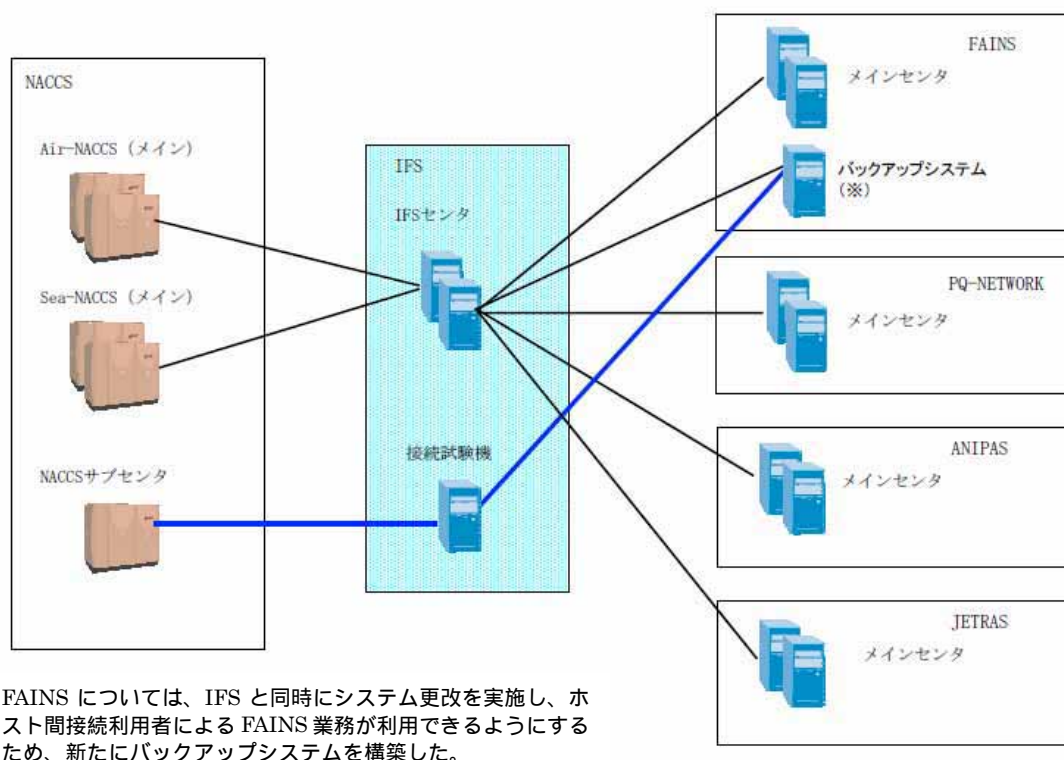 NACCS
Air-NACCS (メイン)
Sea-NACCS (メイン)
NACCSサブセンタ
IFS
IFSセンタ
接続試験機
FAINS
メインセンタ
バックアップシステム
(※)
PQ-NETWORK
メインセンタ
ANIPAS
メインセンタ
JETRAS
メインセンタ
FAINS については、IFS と同時にシステム更改を実施し、ホ
スト間接続利用者による FAINS 業務が利用できるようにする
ため、新たにバックアップシステムを構築した。